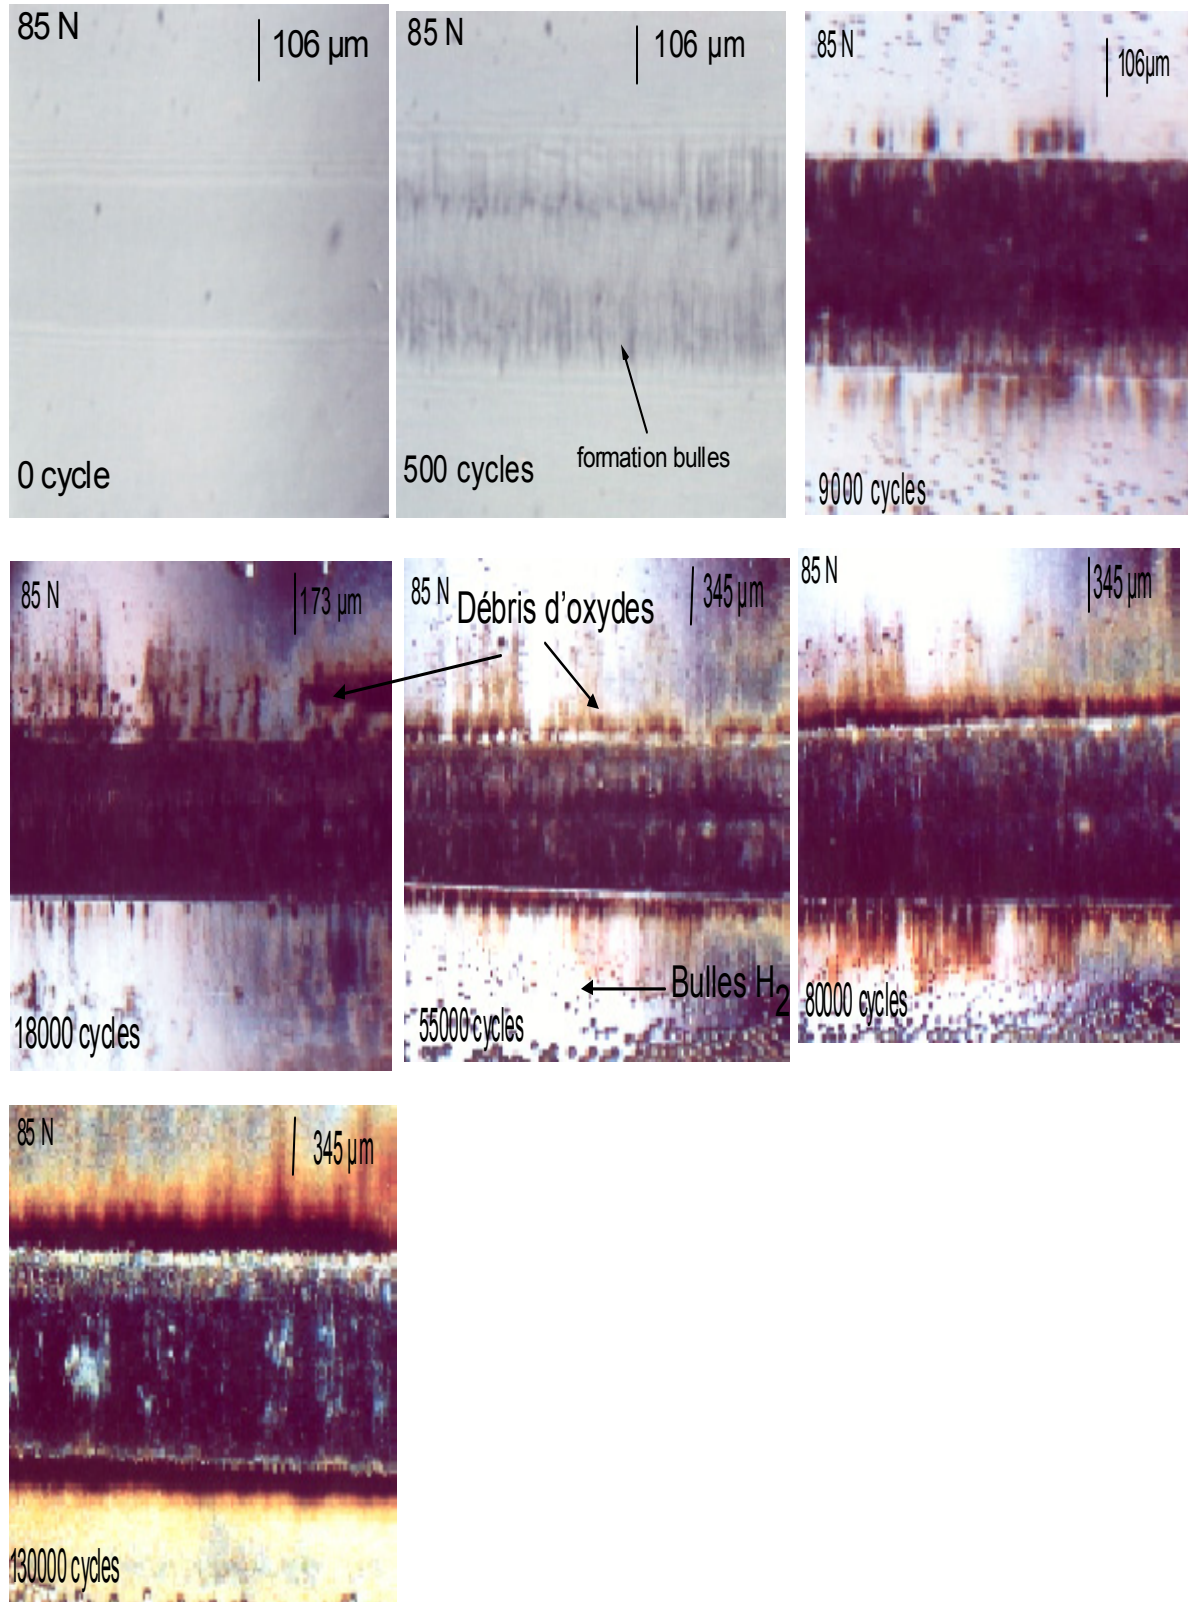 85 N
106 µm
0 cycle
85 N
106 µm
formation bulles
500 cycles
85 N
106µm
9000 cycles
85 N
173 µm
18000 cycles
85 N
345 µm
Débris d'oxydes
Bulles H2
55000 cycles
85 N
345 µm
80000 cycles
85 N
345 µm
130000 cycles